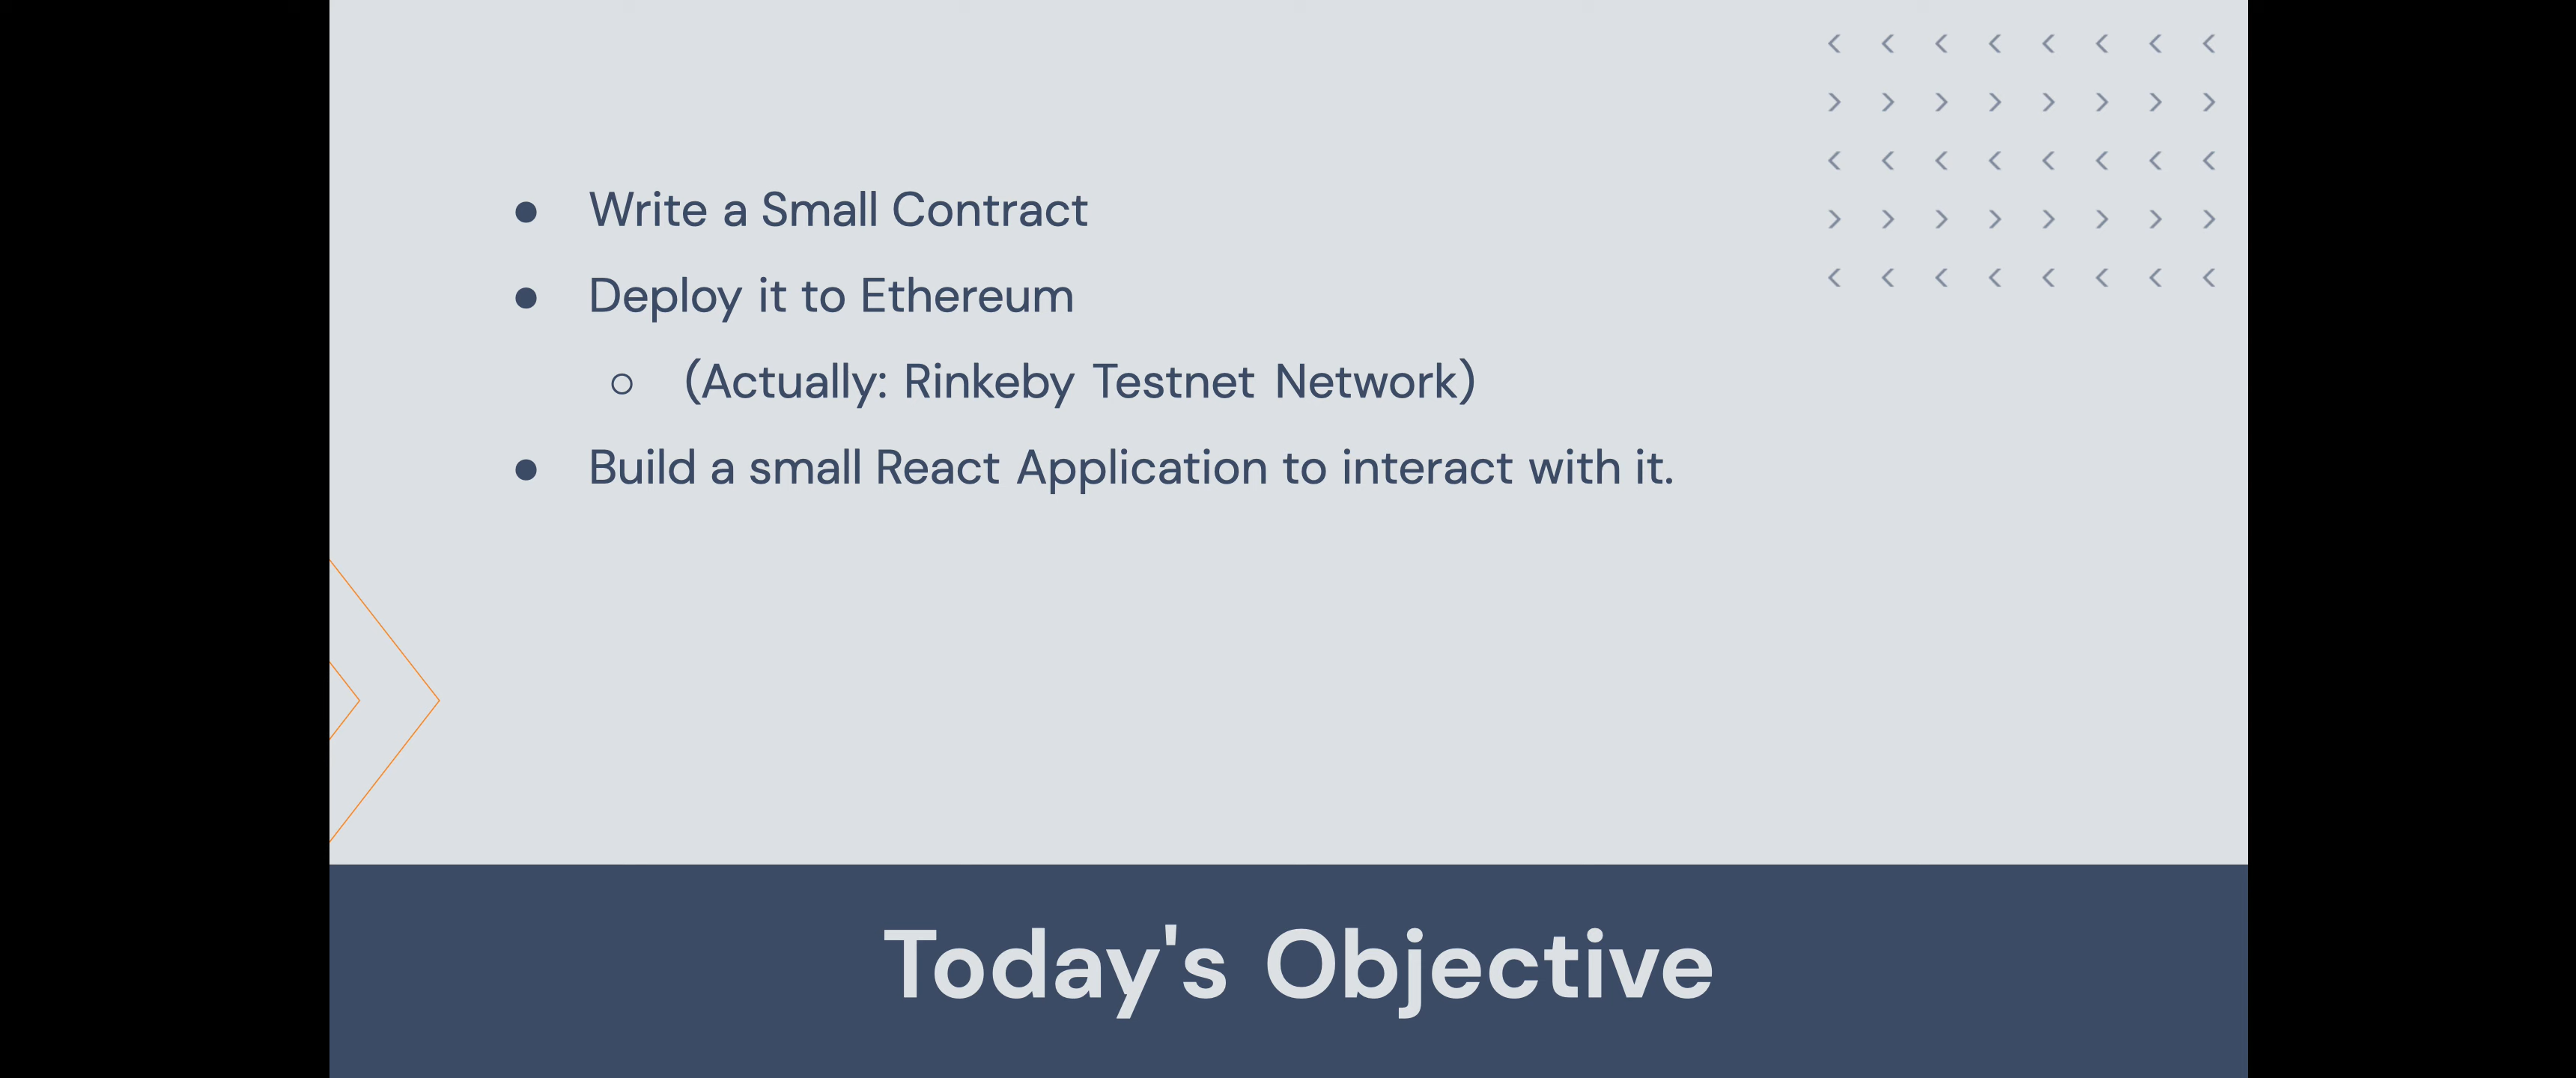 Write a Small Contract
Deploy it to Ethereum
(Actually: Rinkeby Testnet Network)
Build a small React Application to interact with it.
Today's Objective